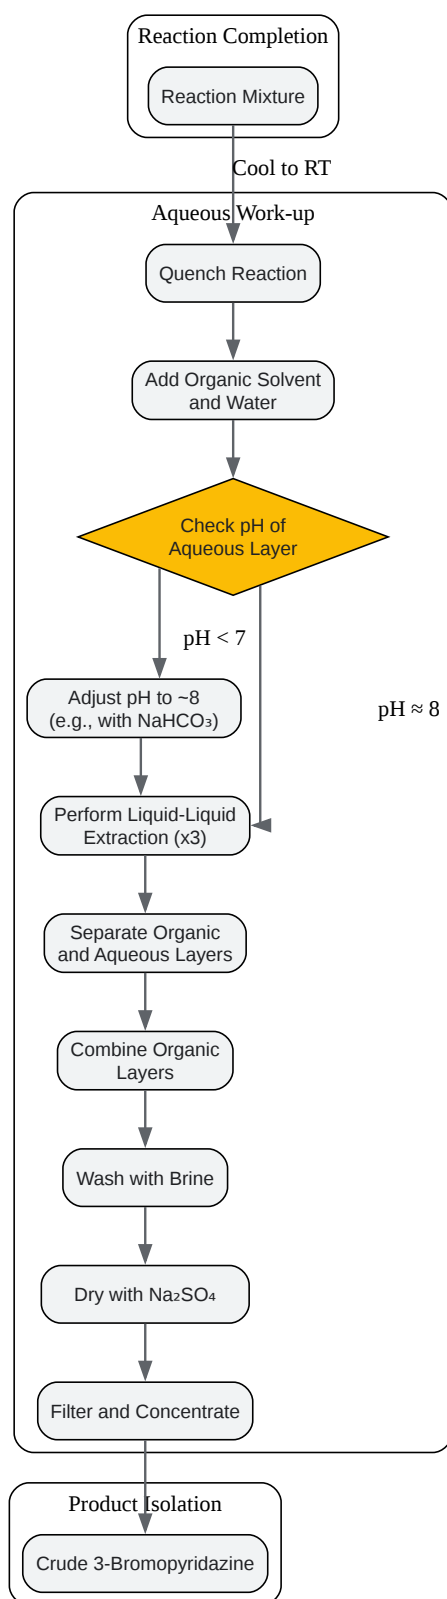 Reaction Completion
Reaction Mixture
Cool to RT
Aqueous Work-up
Quench Reaction
Add Organic Solvent
and Water
Check pH of
Aqueous Layer
pH < 7
Adjust pH to ~8
(e.g., with NaHCO₃)
pH ≈ 8
Perform Liquid-Liquid
Extraction (x3)
Separate Organic
and Aqueous Layers
Combine Organic
Layers
Wash with Brine
Dry with Na₂SO₄
Filter and Concentrate
Product Isolation
Crude 3-Bromopyridazine